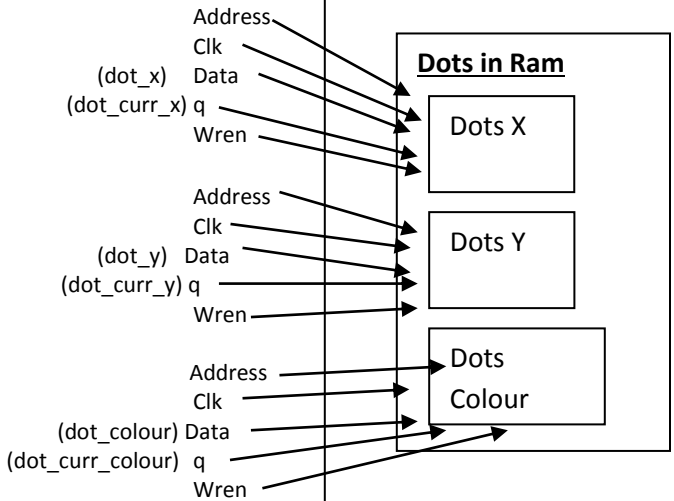 Address
Clk
(dot_x) Data
(dot_curr_x) q
Wren
Address
Clk
(dot_y) Data
(dot_curr_y) q
Wren
Address
Clk
(dot_colour) Data
(dot_curr_colour) q
Wren
Dots in Ram
Dots X
Dots Y
Dots
Colour